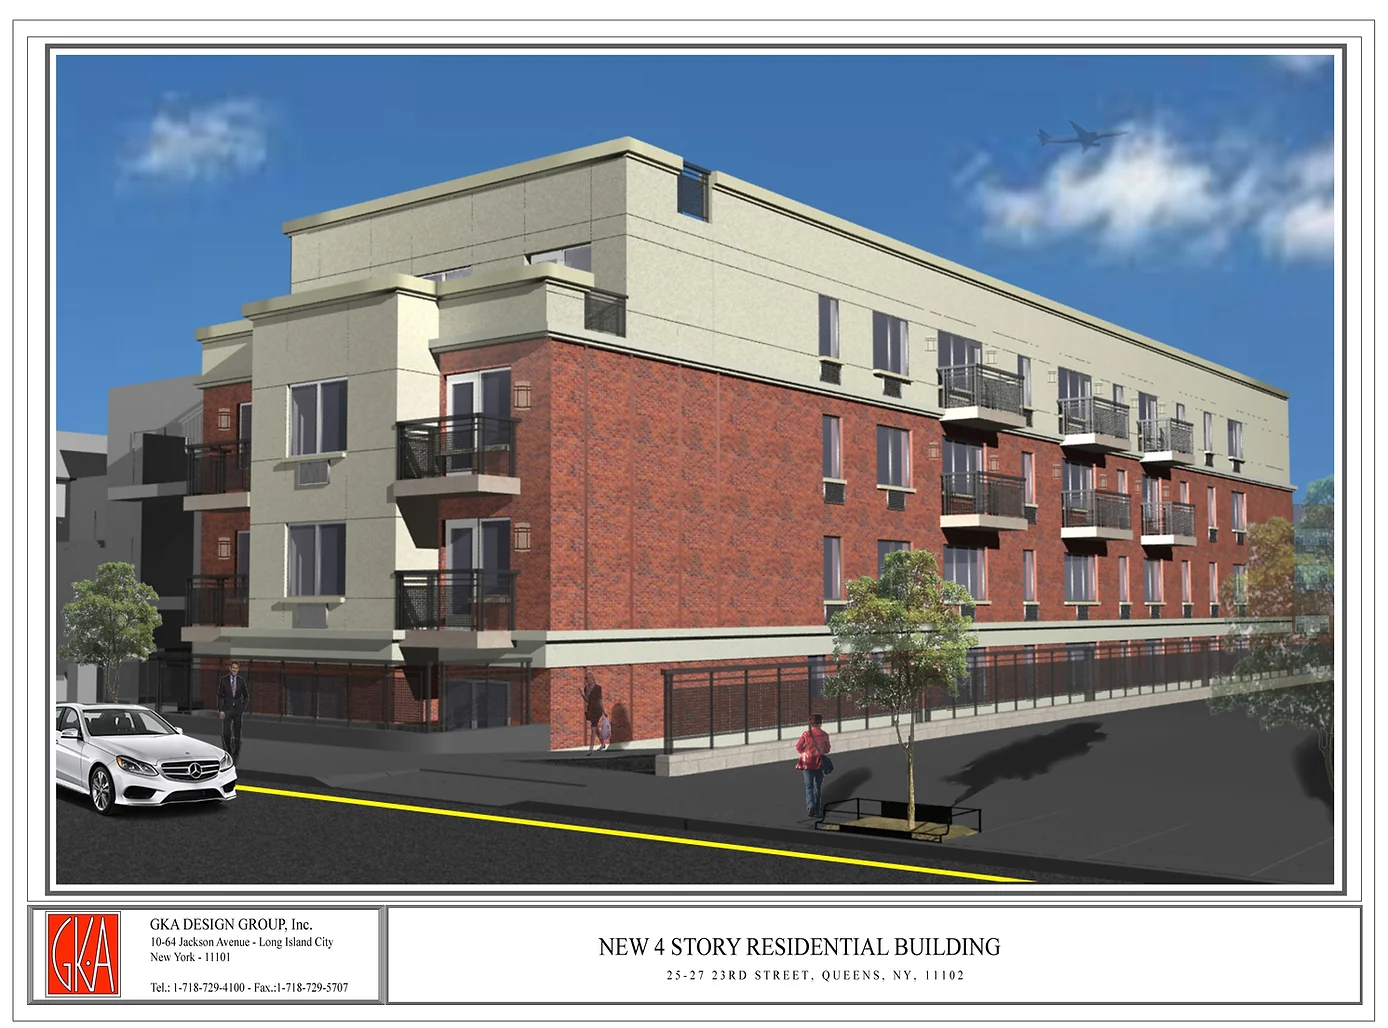 GKA
GKA DESIGN GROUP, Inc.
10-64 Jackson Avenue - Long Island City
New York - 11101
Tel.: 1-718-729-4100 - Fax.:1-718-729-5707
NEW 4 STORY RESIDENTIAL BUILDING
25-27 23RD STREET, QUEENS, NY, 11102